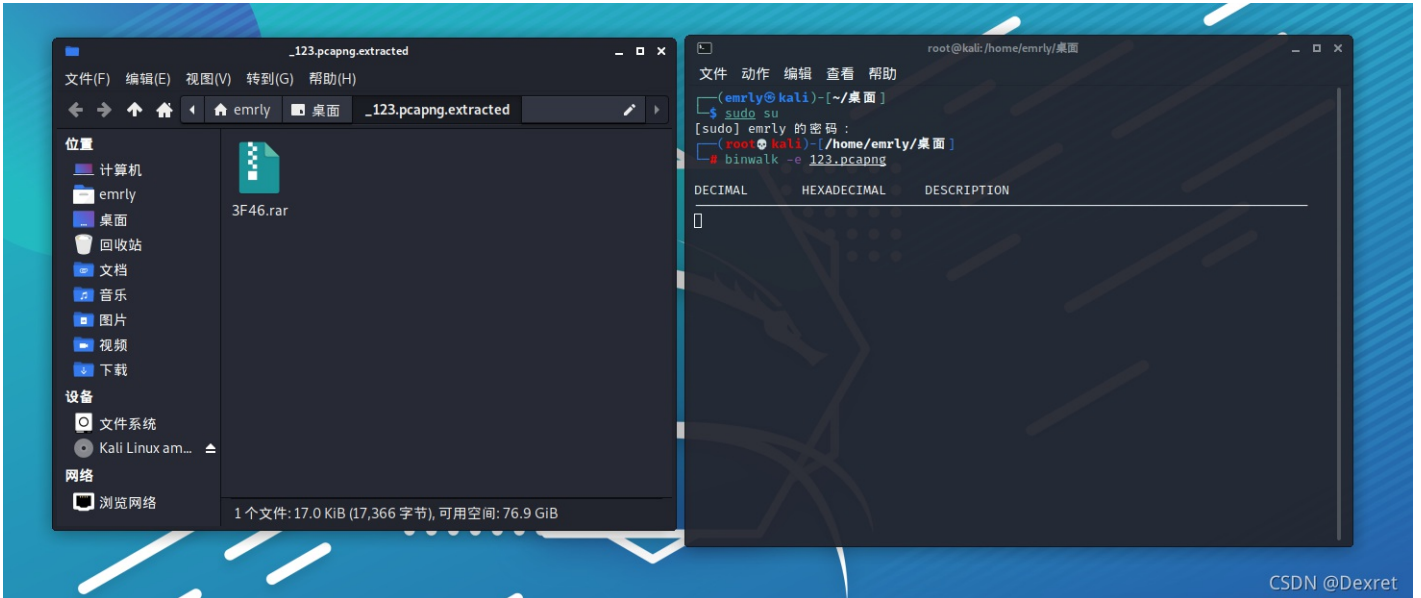 _123.pcapng.extracted
文件(F) 编辑(E) 视图(V) 转到(G) 帮助(H)
emrly 桌面 _123.pcapng.extracted
位置
计算机
emrly
桌面
回收站
文档
音乐
图片
视频
下载
设备
文件系统
Kali Linux am...
网络
浏览网络
3F46.rar
1 个文件: 17.0 KiB (17,366 字节), 可用空间: 76.9 GiB
root@kali: /home/emrly/桌面
文件 动作 编辑 查看 帮助
┌──(emrly㉿kali)-[~/桌面]
└─$ sudo su
[sudo] emrly 的密码：
┌──(root💀kali)-[/home/emrly/桌面]
└─# binwalk -e 123.pcapng
DECIMAL HEXADECIMAL DESCRIPTION
CSDN @Dexret